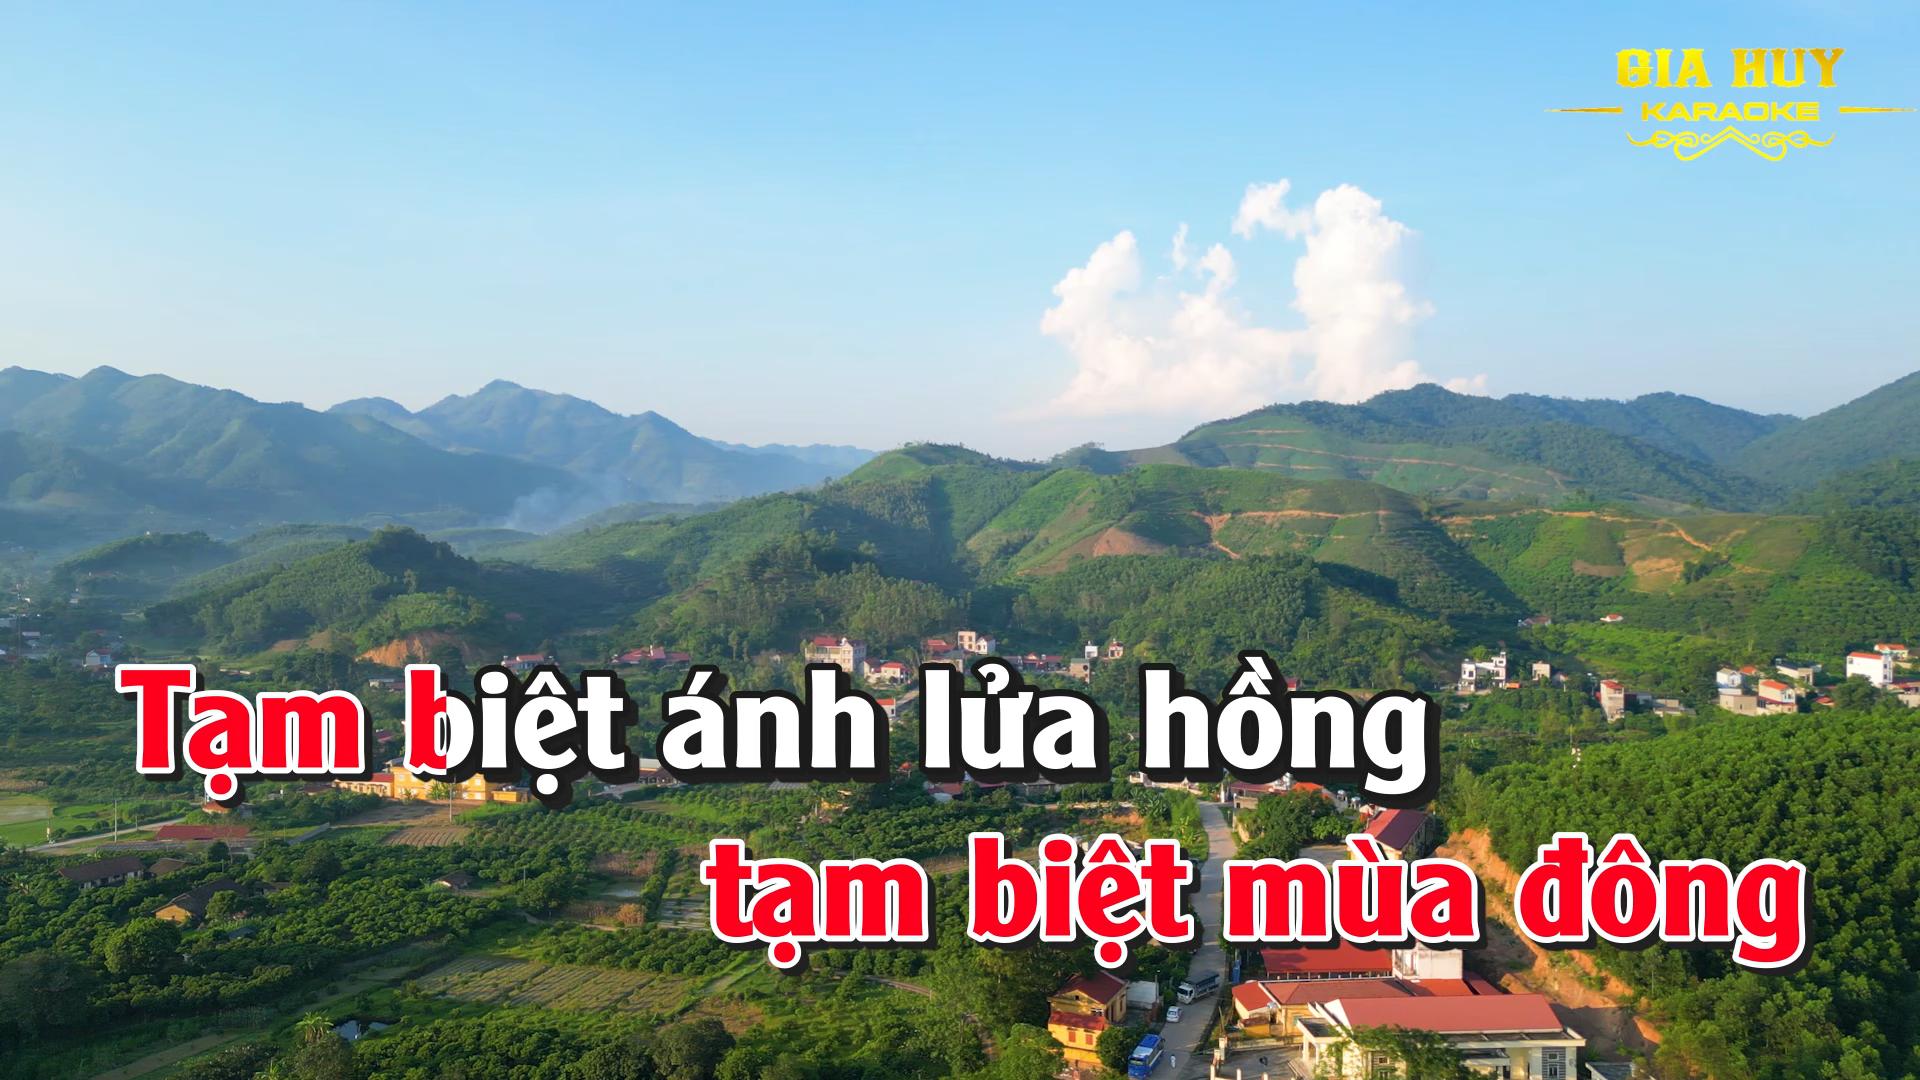 GIA HUY
KARAOKE
Tạm biệt ánh lửa hồng
tạm biệt mùa đông